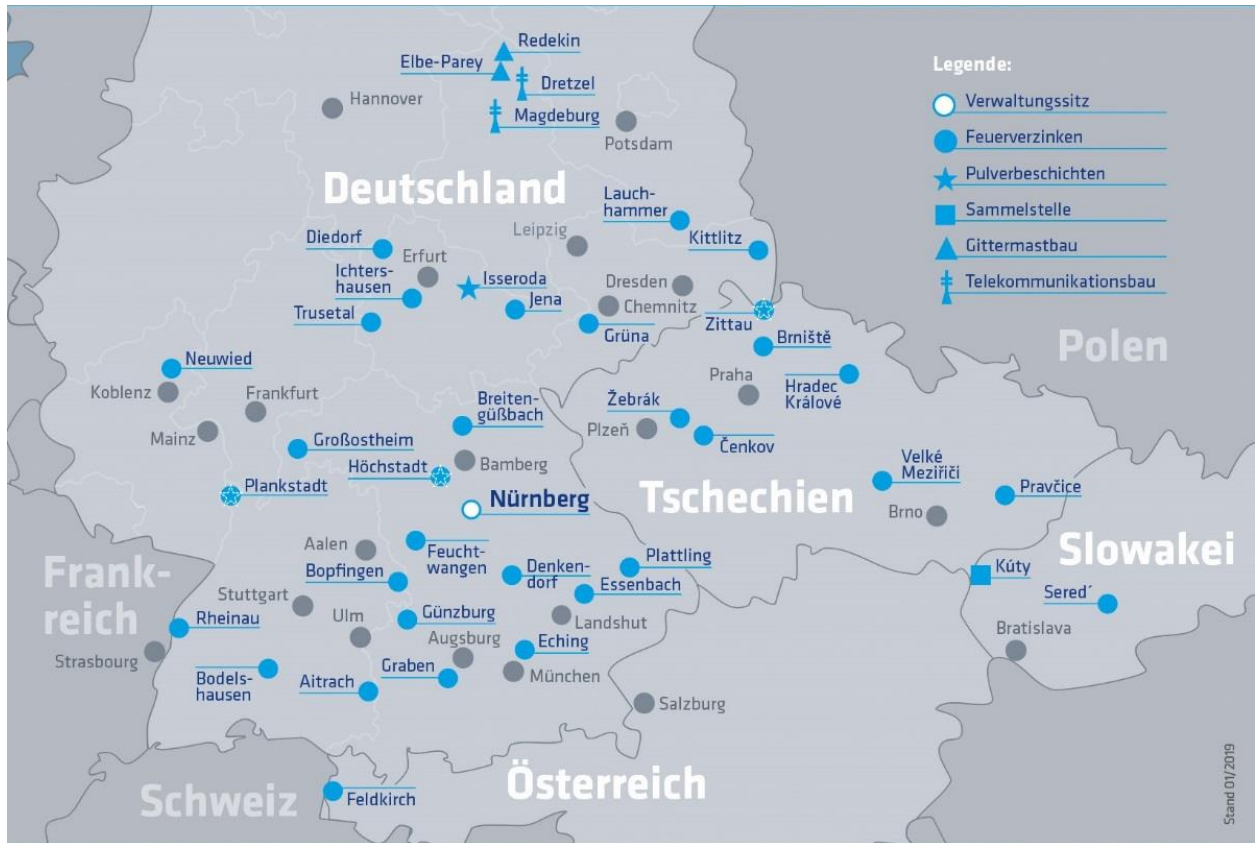 Redekin
Elbe-Parey
Dretzel
Hannover
Magdeburg
Potsdam
Legende:
Verwaltungssitz
Feuerverzinken
Pulverbeschichten
Sammelstelle
Gittermastbau
Telekommunikationsbau
Deutschland
Lauch-
hammer
Leipzig
Kittlitz
Diedorf
Erfurt
Ichters-
hausen
Isseroda
Dresden
Jena
Chemnitz
Trusetal
Grüna
Zittau
Brniště
Polen
Neuwied
Koblenz
Frankfurt
Praha
Hradec
Králové
Breiten-
güßbach
Žebrák
Mainz
Plzeň
Čenkov
Großostheim
Höchstadt
Bamberg
Velké
Meziřiči
Plankstadt
Nürnberg
Tschechien
Pravčice
Brno
Aalen
Feucht-
wangen
Slowakei
Frank-
reich
Bopfingen
Denken-
dorf
Plattling
Essenbach
Kúty
Sered´
Stuttgart
Günzburg
Landshut
Rheinau
Ulm
Augsburg
Eching
Bratislava
Strasbourg
Bodels-
hausen
Aitrach
Graben
München
Salzburg
Österreich
Schweiz
Feldkirch
Stand 01/2019